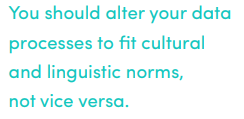 You should alter your data
processes to fit cultural
and linguistic norms,
not vice versa.